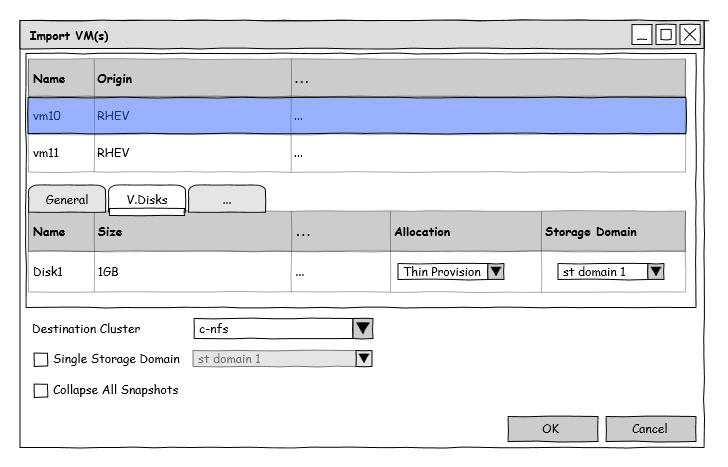 Import VM(s)
Name Origin ...
vm10 RHEV ...
vm11 RHEV ...
General V.Disks ...
Name Size ... Allocation Storage Domain
Disk1 1GB ... Thin Provision st domain 1
Destination Cluster c-nfs
Single Storage Domain st domain 1
Collapse All Snapshots
OK Cancel